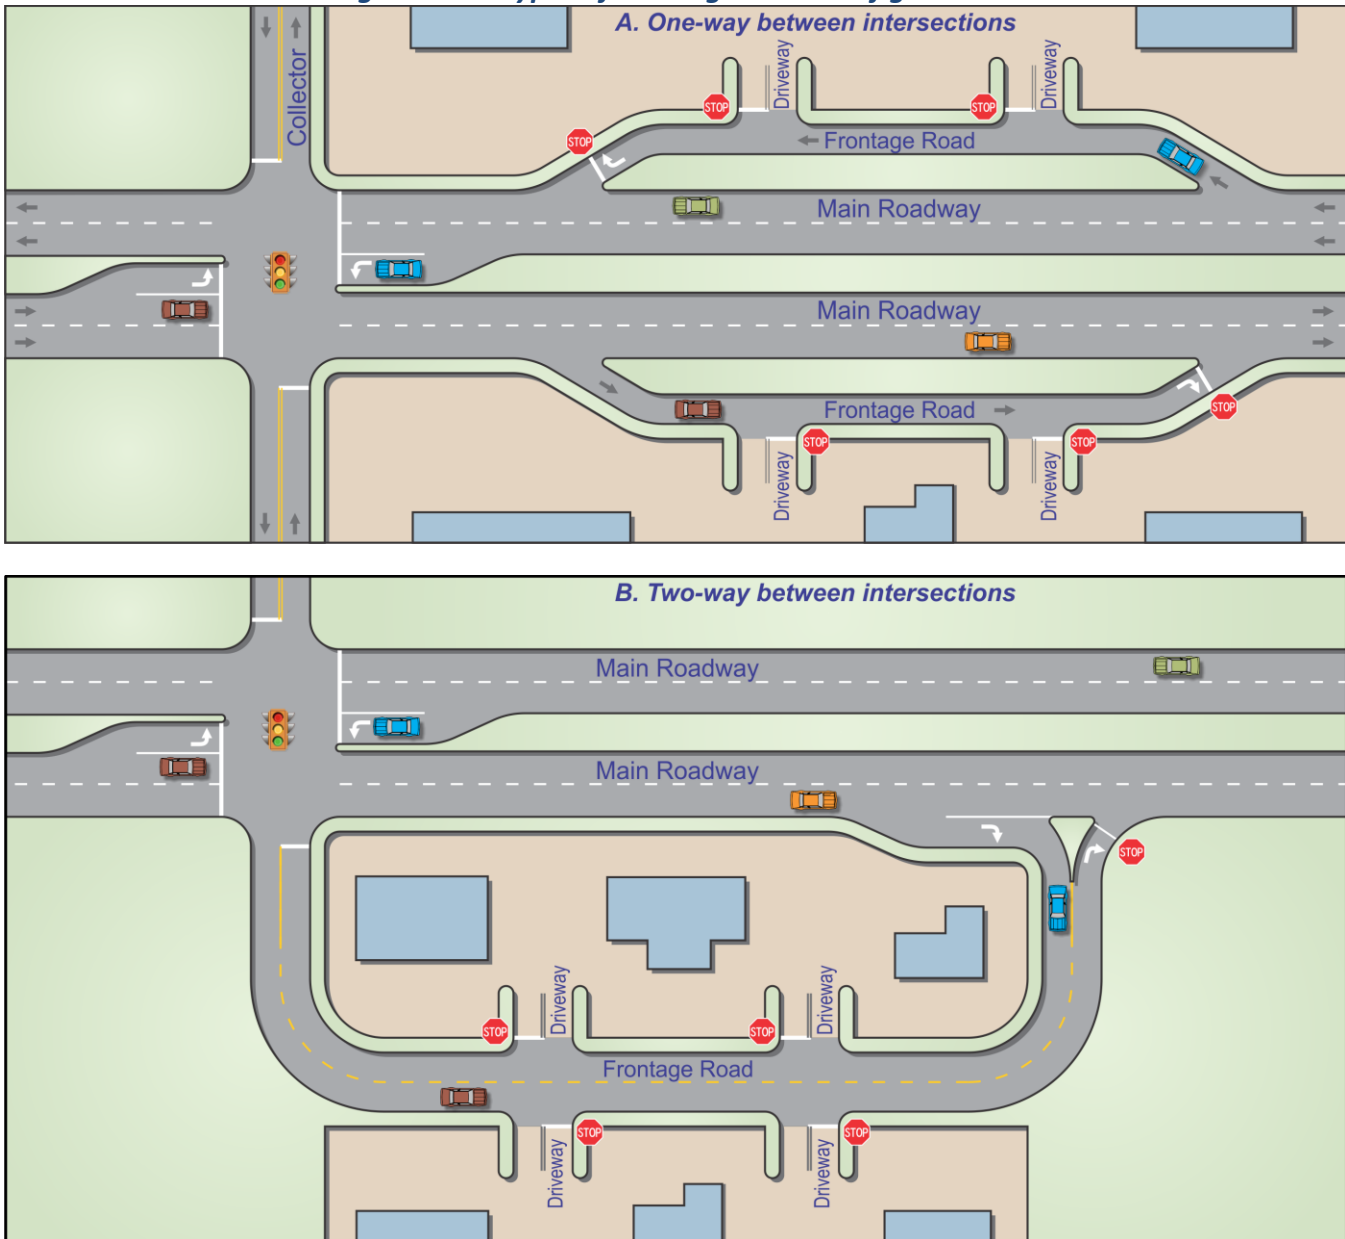 A. One-way between intersections
Collector
Driveway
Driveway
STOP
STOP
STOP
Frontage Road
Main Roadway
Main Roadway
Frontage Road
STOP
STOP
STOP
Driveway
Driveway
B. Two-way between intersections
Main Roadway
Main Roadway
STOP
Driveway
Driveway
STOP
STOP
Frontage Road
STOP
STOP
Driveway
Driveway